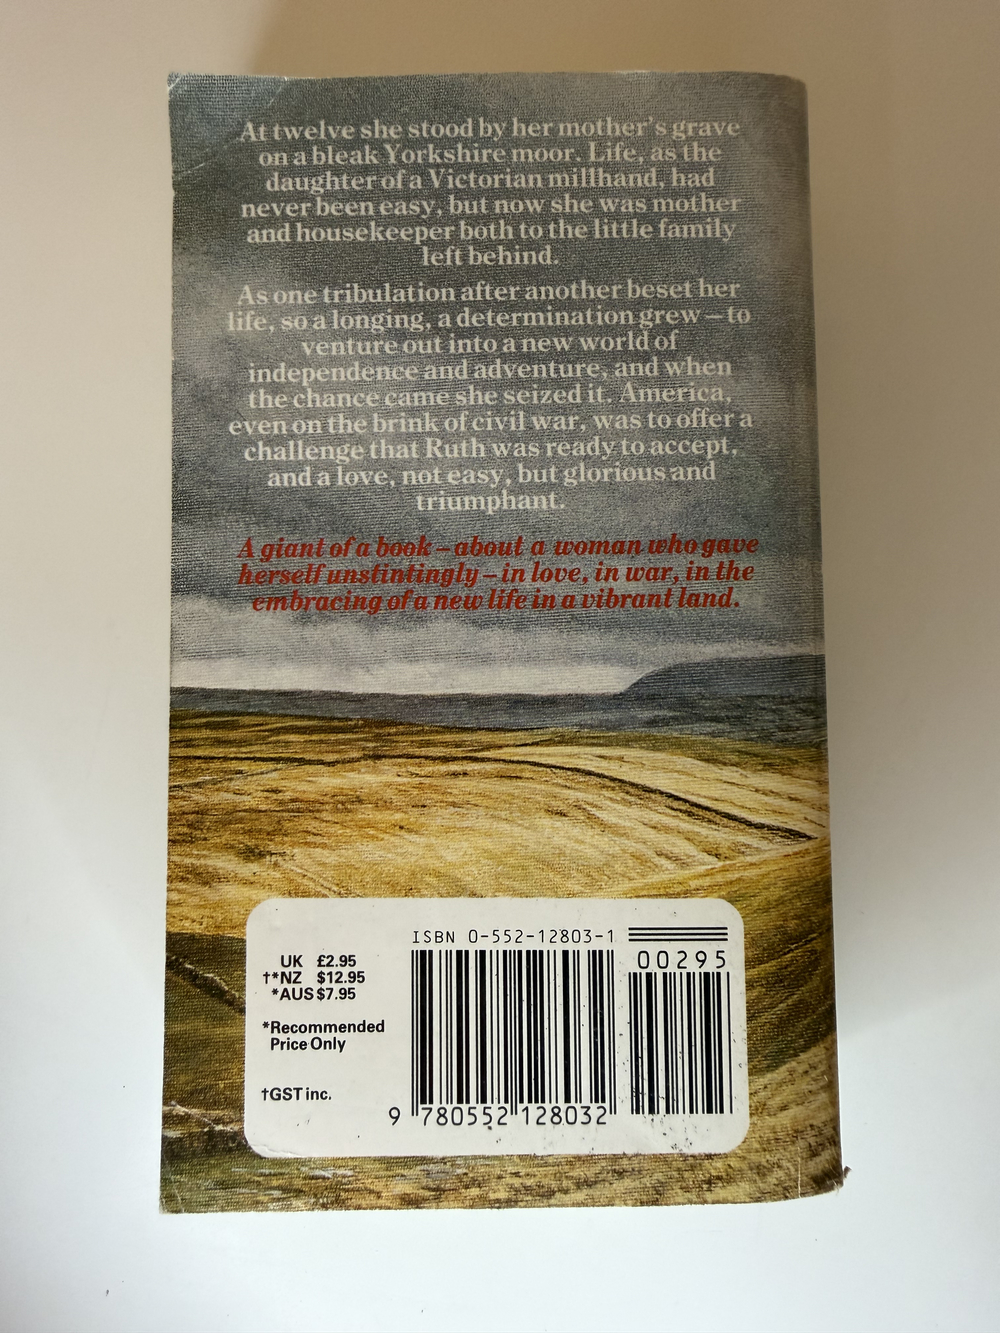 At twelve she stood by her mother's grave
on a bleak Yorkshire moor. Life, as the
daughter of a Victorian millhand, had
never been easy, but now she was mother
and housekeeper both to the little family
left behind.
As one tribulation after another beset her
life, so a longing, a determination grew – to
venture out into a new world of
independence and adventure, and when
the chance came she seized it. America,
even on the brink of civil war, was to offer a
challenge that Ruth was ready to accept,
and a love, not easy, but glorious and
triumphant.
A giant of a book – about a woman who gave
herself unstintingly – in love, in war, in the
embracing of a new life in a vibrant land.
UK £2.95
†*NZ $12.95
*AUS $7.95
*Recommended
Price Only
†GST inc.
ISBN 0-552-12803-1
00295
9 780552 128032